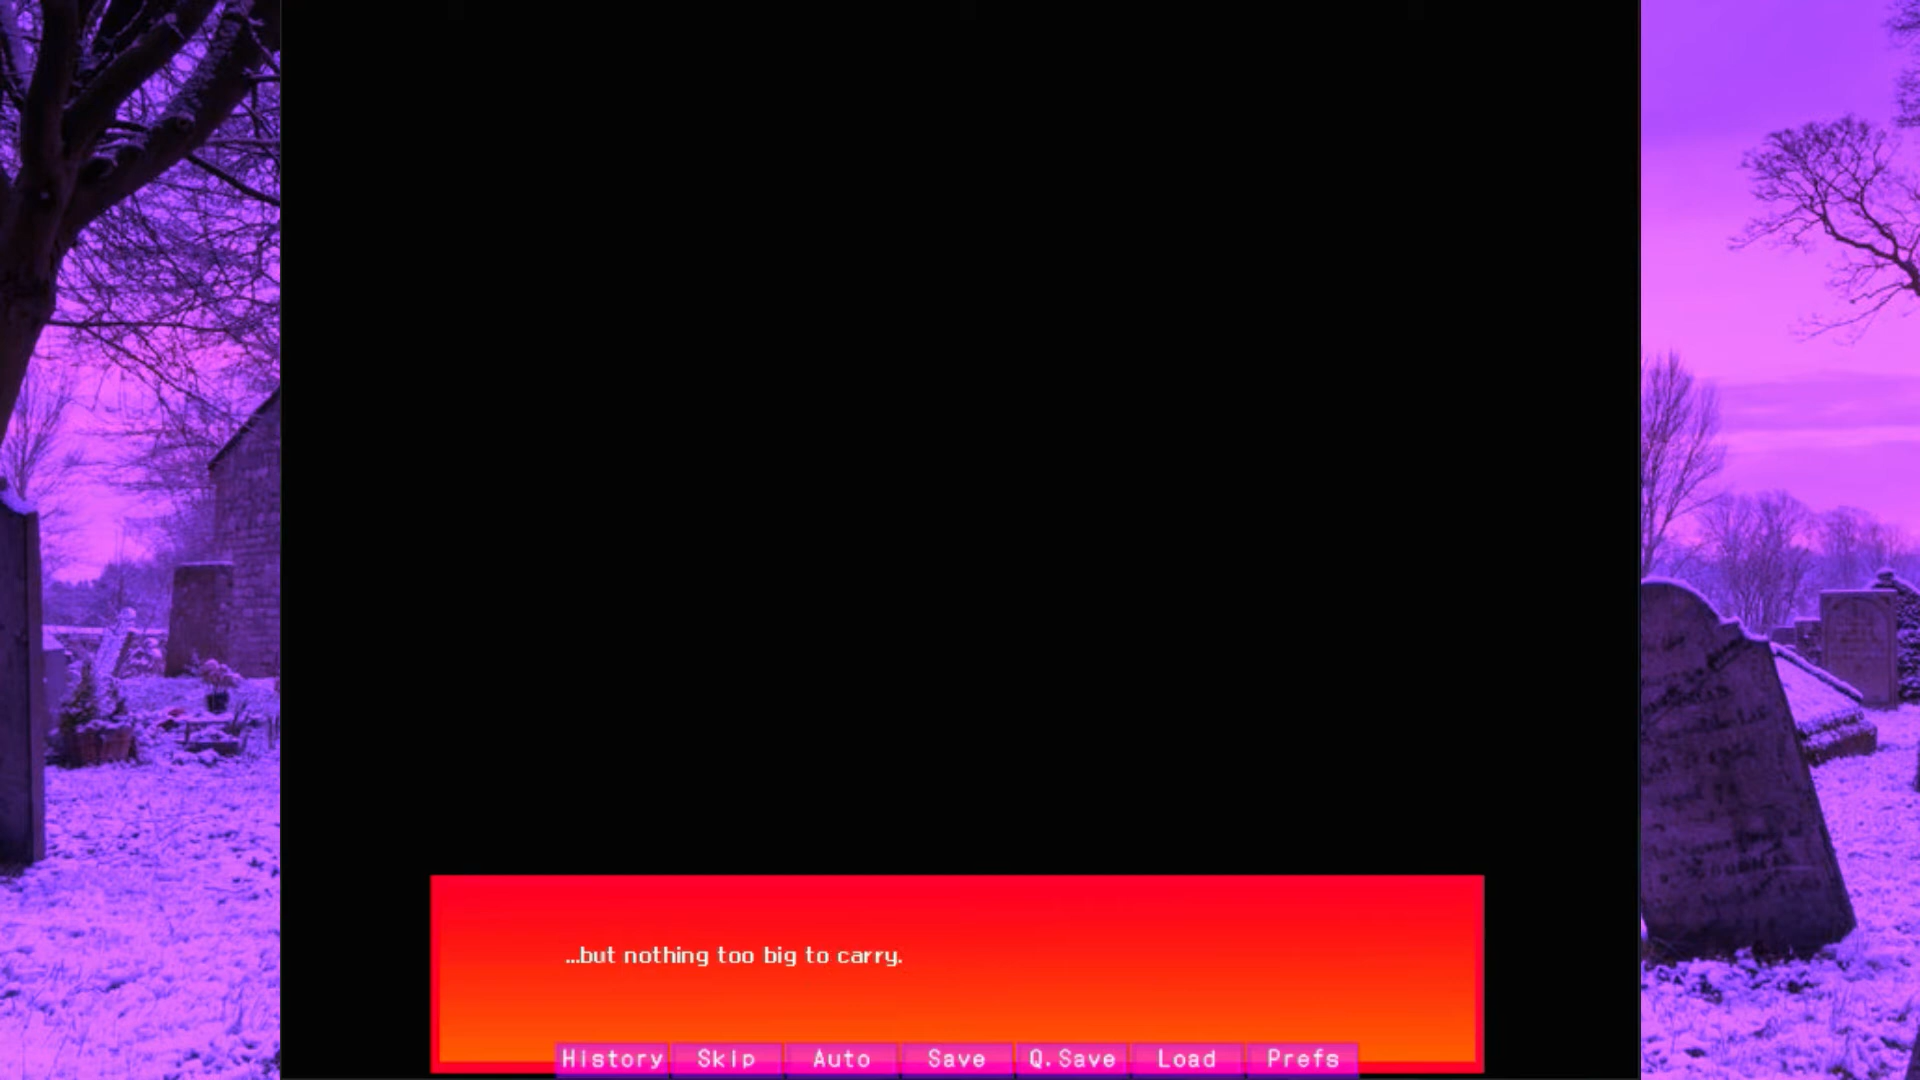 …but nothing too big to carry.
History Skip Auto Save Q.Save Load Prefs